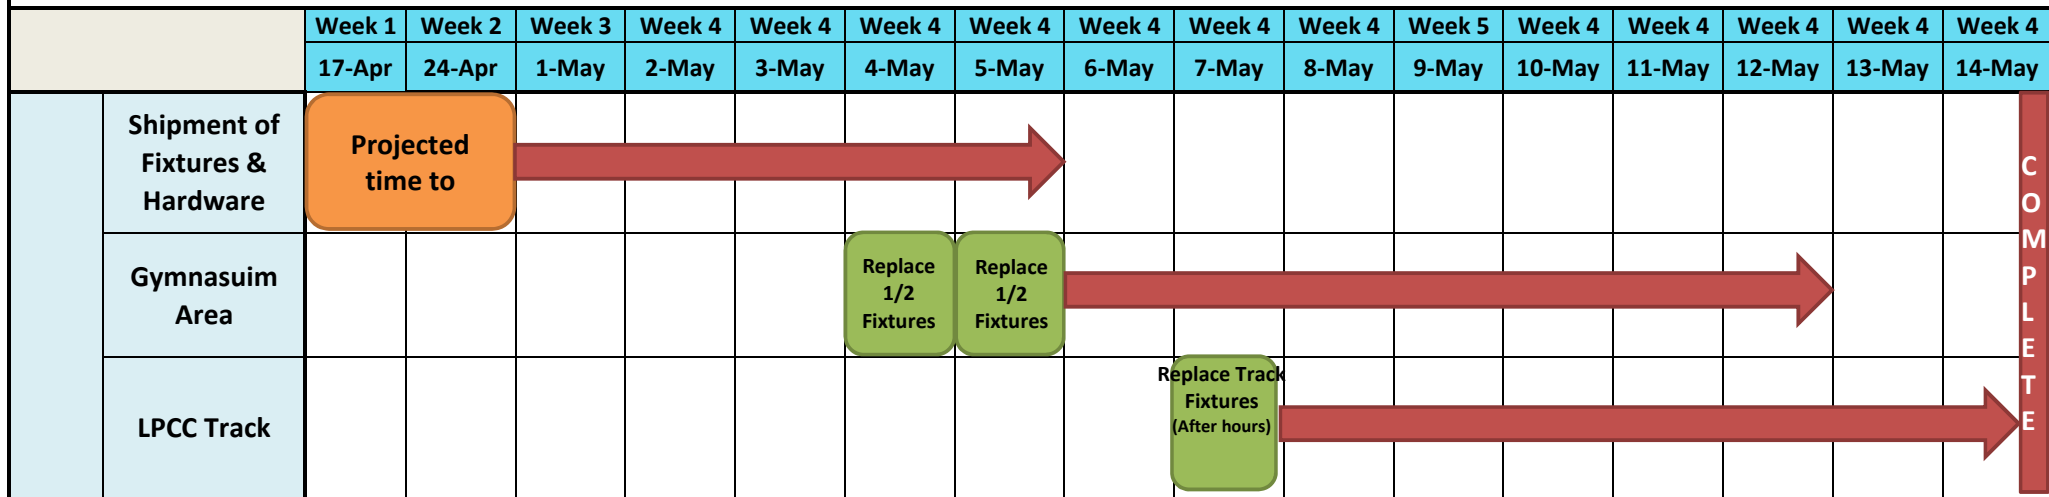 Week 1 Week 2 Week 3 Week 4 Week 4 Week 4 Week 4 Week 4 Week 4 Week 4 Week 5 Week 4 Week 4 Week 4 Week 4 Week 4
17-Apr 24-Apr 1-May 2-May 3-May 4-May 5-May 6-May 7-May 8-May 9-May 10-May 11-May 12-May 13-May 14-May
Shipment of
Fixtures &
Hardware
Projected
time to
Gymnasuim
Area
Replace
1/2
Fixtures
Replace
1/2
Fixtures
LPCC Track
Replace Track
Fixtures
(After hours)
COMPLETE